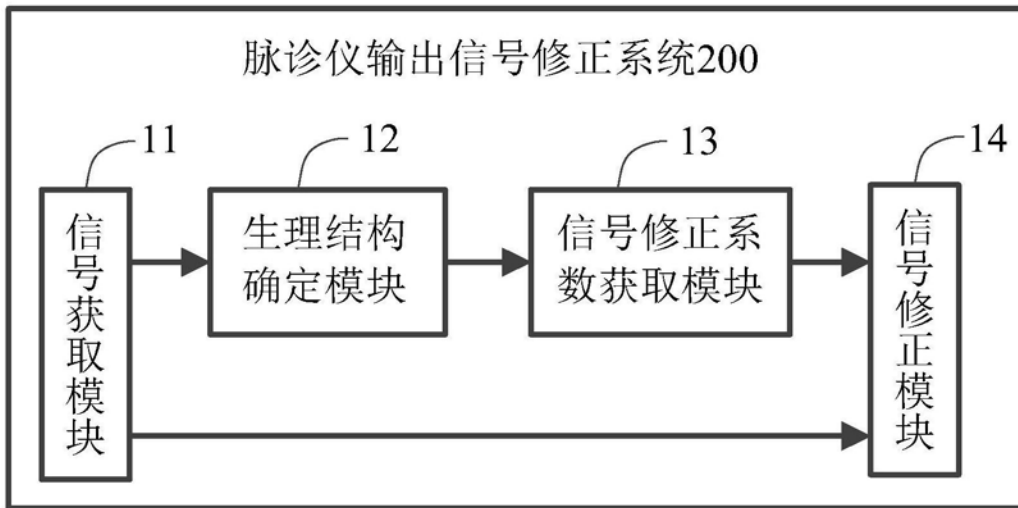 脉诊仪输出信号修正系统200
11
12
13
14
信号获取模块
生理结构
确定模块
信号修正系
数获取模块
信号修正模块